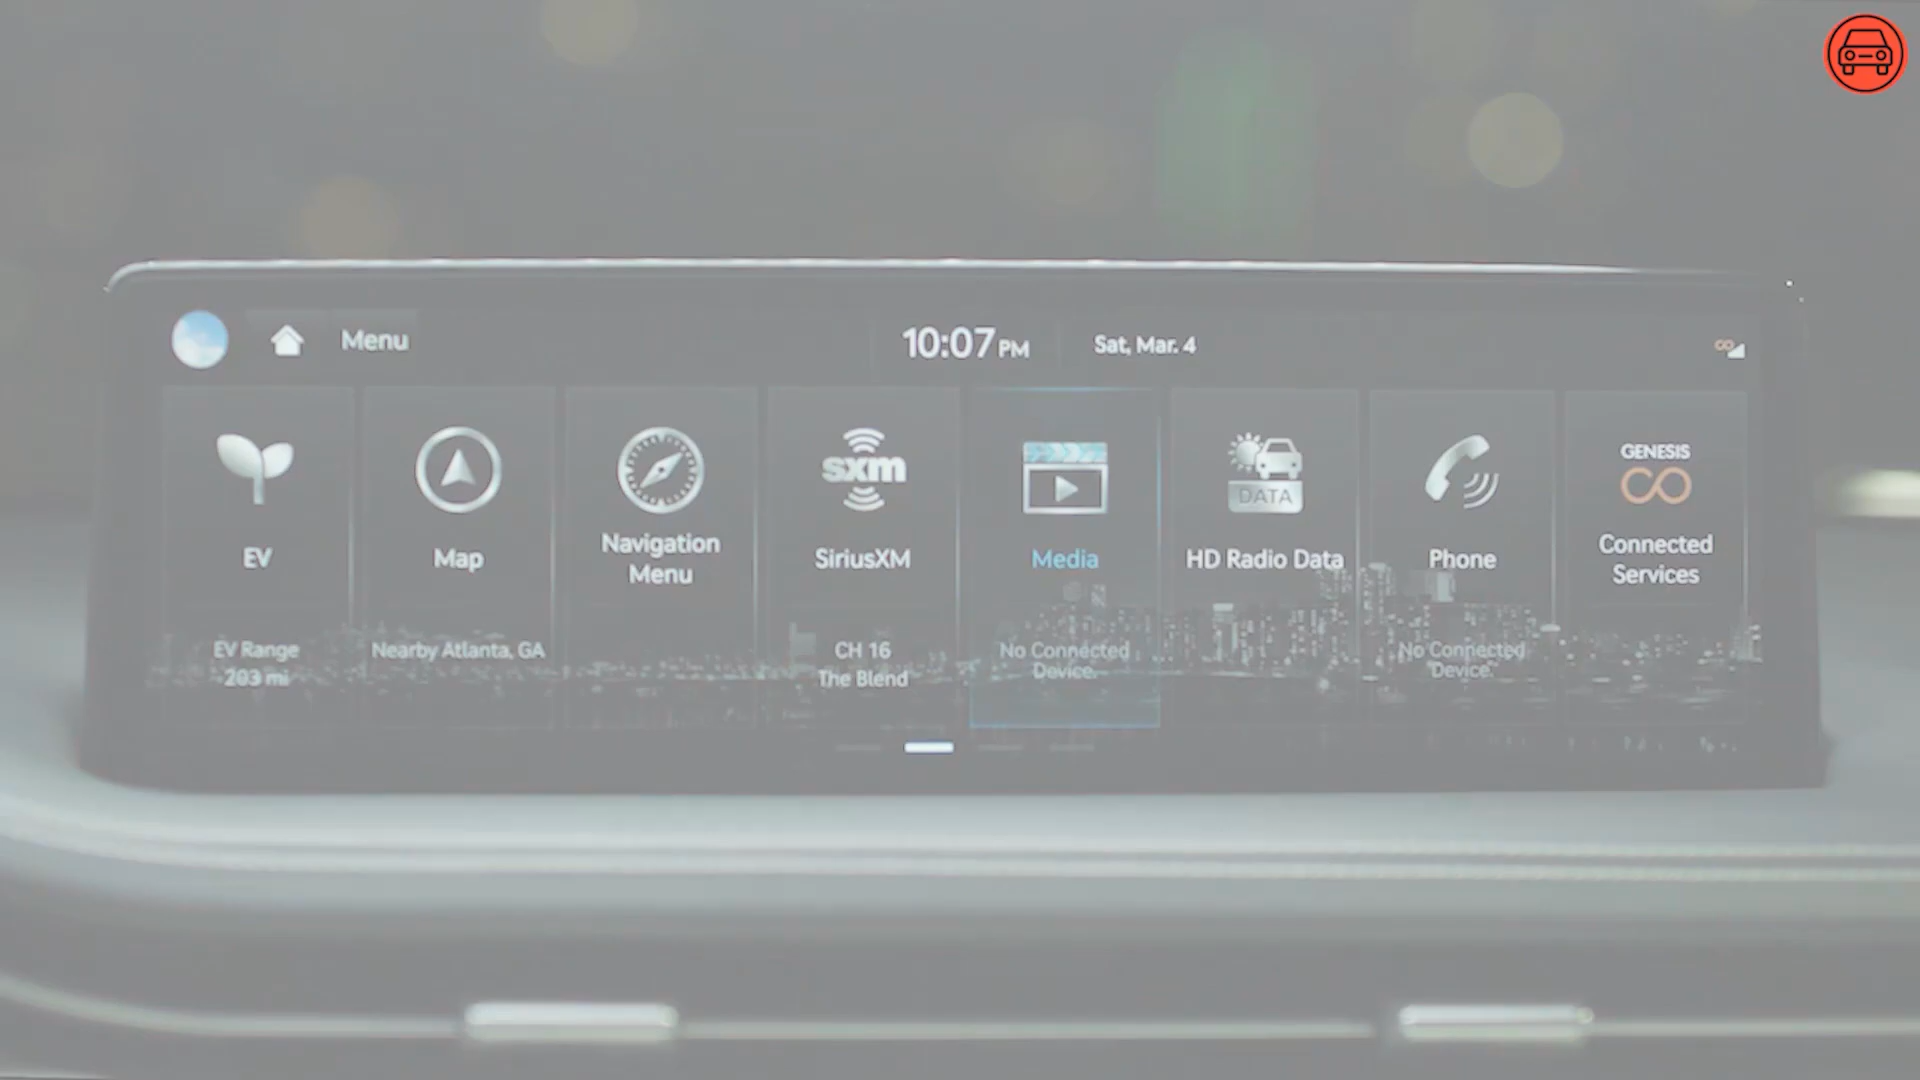 Menu
10:07 PM
Sat, Mar. 4
EV
EV Range
203 mi
Map
Nearby Atlanta, GA
Navigation
Menu
sxm
SiriusXM
CH 16
The Blend
Media
No Connected
Device.
DATA
HD Radio Data
Phone
No Connected
Device.
GENESIS
Connected
Services